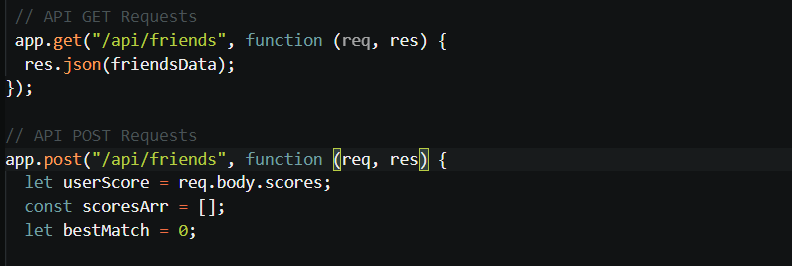 // API GET Requests
app.get("/api/friends", function (req, res) {
res.json(friendsData);
});
// API POST Requests
app.post("/api/friends", function (req, res) {
let userScore = req.body.scores;
const scoresArr = [];
let bestMatch = 0;